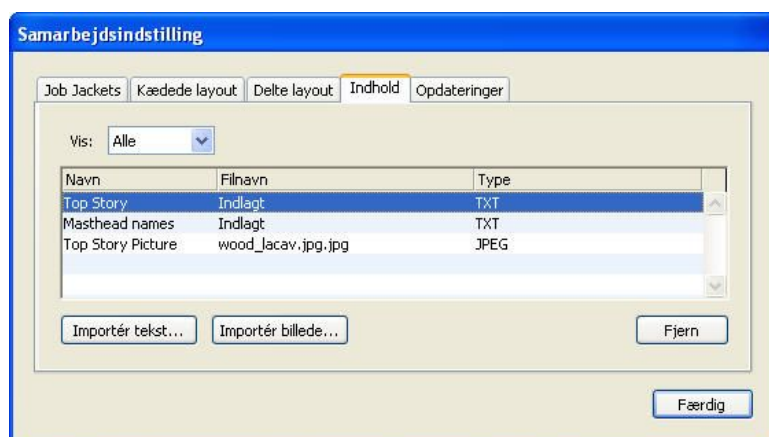 Samarbejdsindstilling
Job Jackets Kædede layout Delte layout Indhold Opdateringer
Vis: Alle
Navn Filnavn Type
Top Story Indlagt TXT
Masthead names Indlagt TXT
Top Story Picture wood_lacav.jpg.jpg JPEG
Importér tekst... Importér billede... Fjern
Færdig